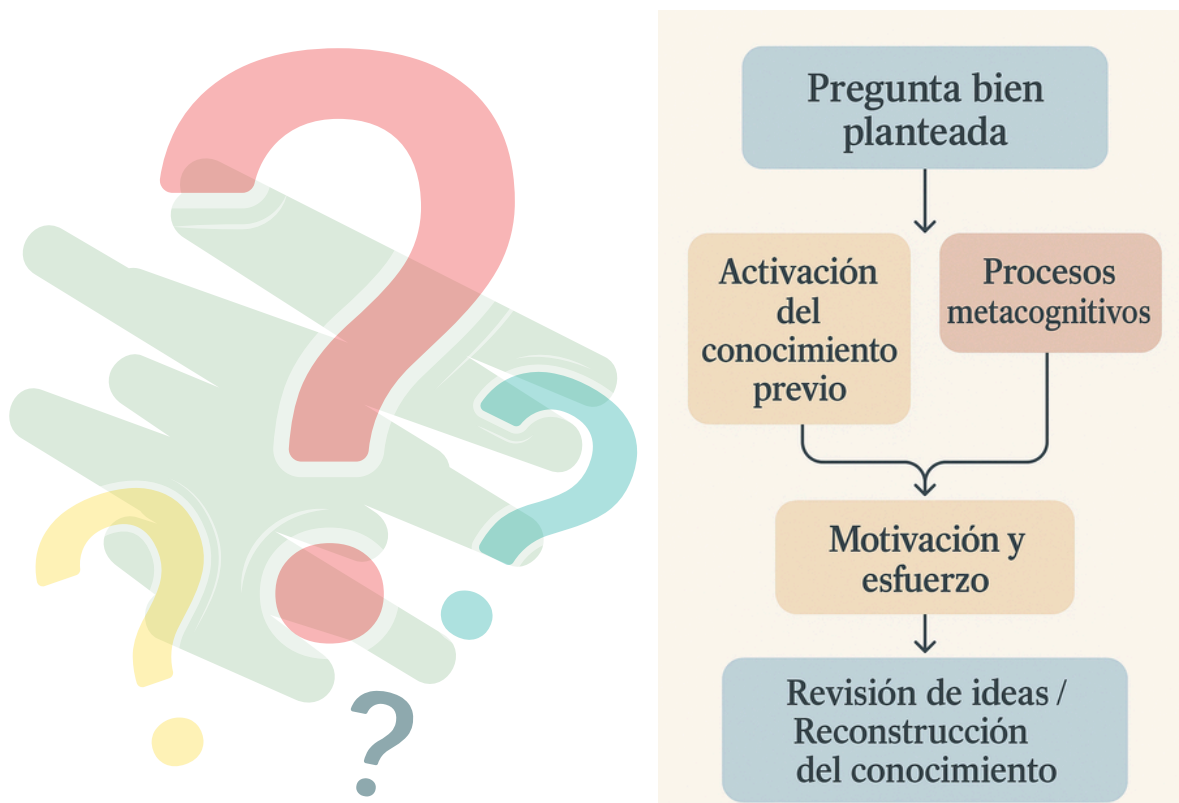 Pregunta bien
planteada
Activación
del
conocimiento
previo
Procesos
metacognitivos
Motivación y
esfuerzo
Revisión de ideas /
Reconstrucción
del conocimiento
?
?
?
?